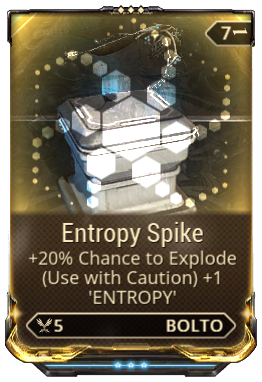 7
Entropy Spike
+20% Chance to Explode
(Use with Caution) +1
'ENTROPY'
5 BOLTO